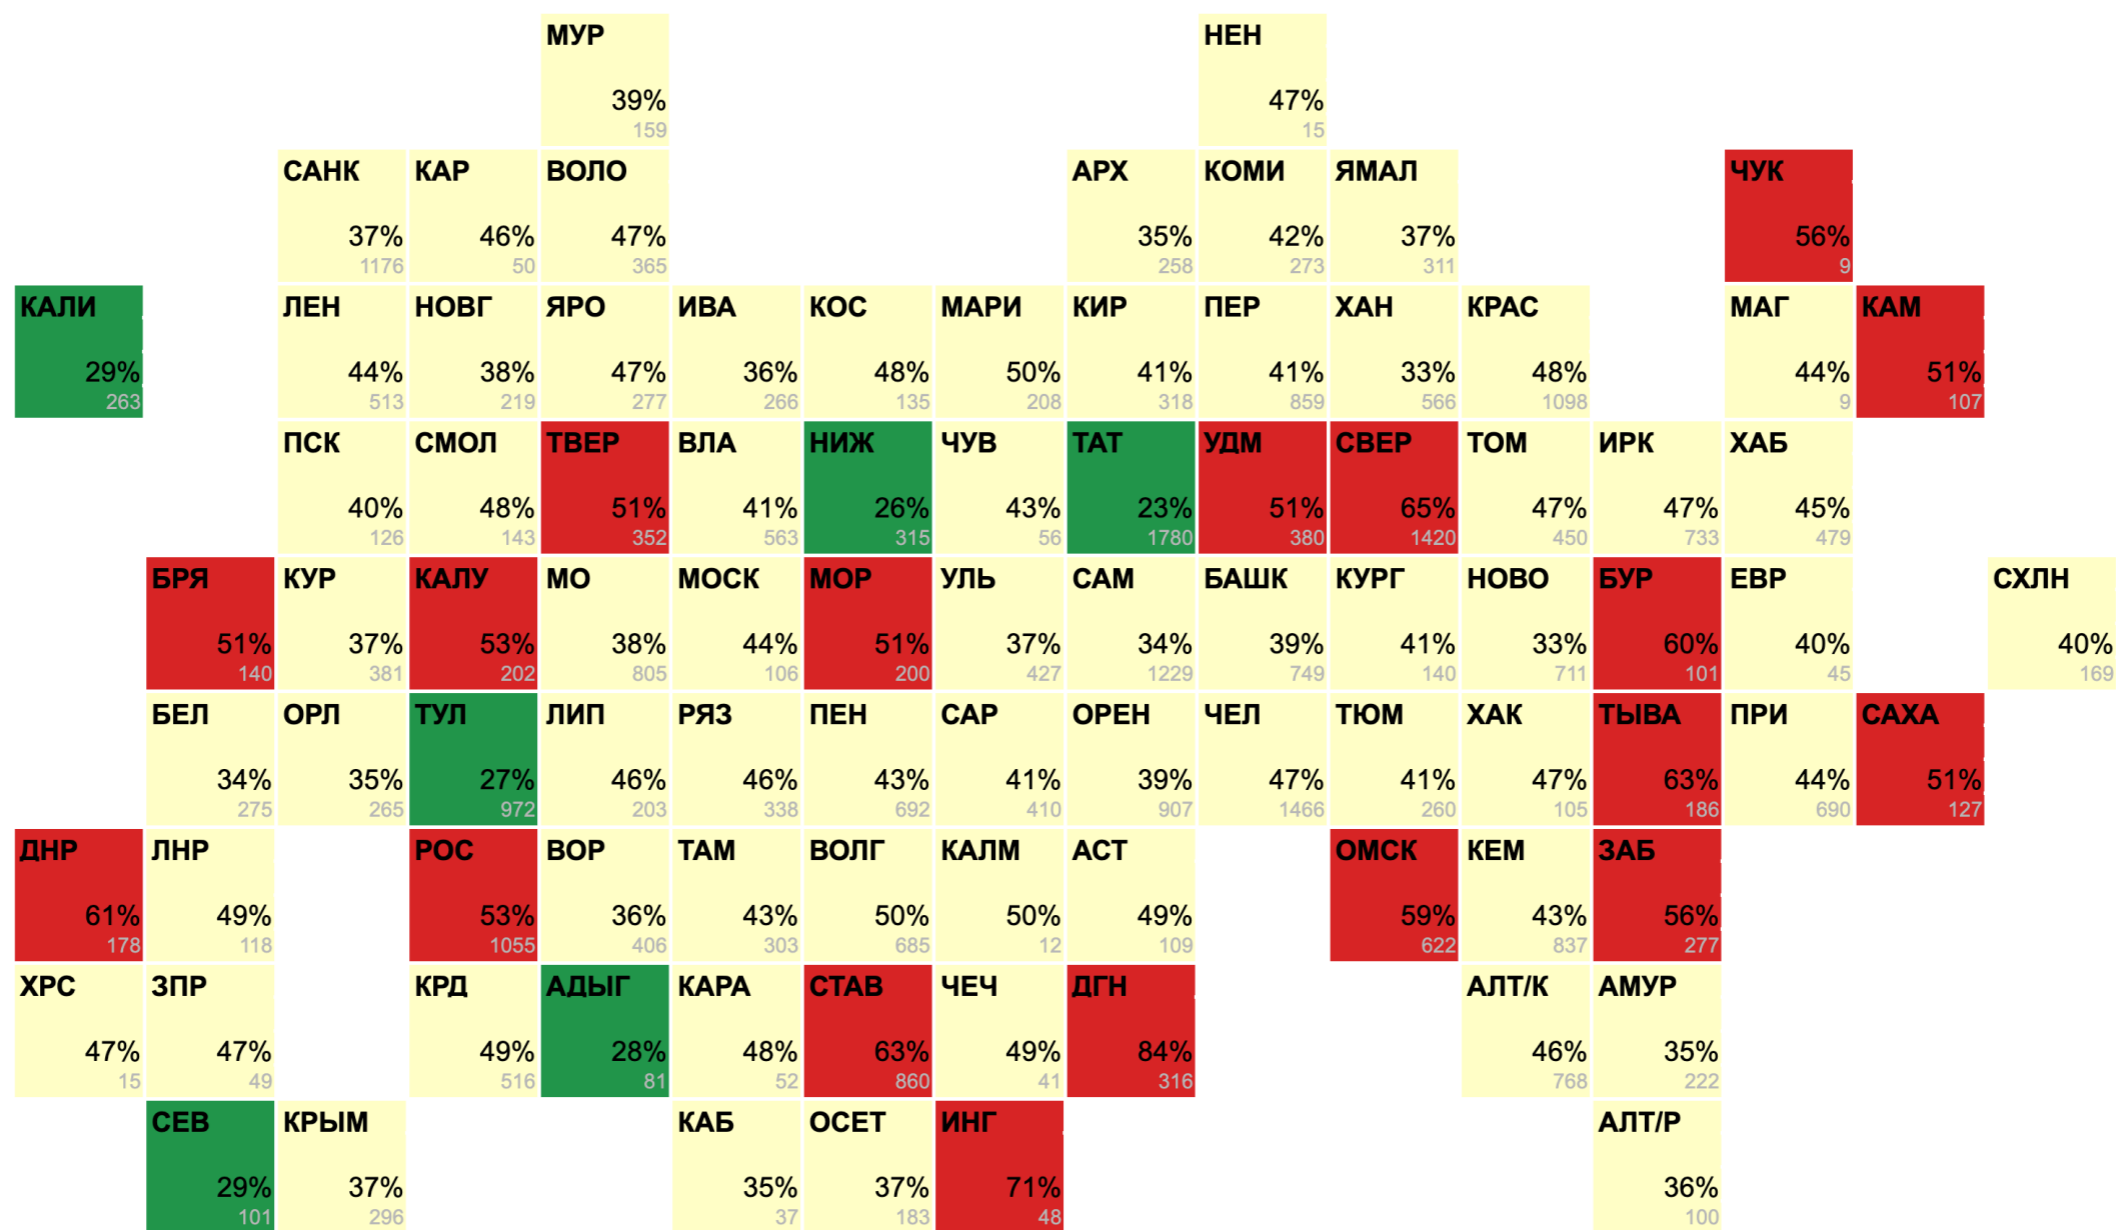 МУР НЕН
39% 47%
159 15
САНК КАР ВОЛО АРХ КОМИ ЯМАЛ ЧУК
37% 46% 47% 35% 42% 37% 56%
1176 50 365 258 273 311 9
КАЛИ ЛЕН НОВГ ЯРО ИВА КОС МАРИ КИР ПЕР ХАН КРАС МАГ КАМ
29% 44% 38% 47% 36% 48% 50% 41% 41% 33% 48% 44% 51%
263 513 219 277 266 135 208 318 859 566 1098 9 107
ПСК СМОЛ ТВЕР ВЛА НИЖ ЧУВ ТАТ УДМ СВЕР ТОМ ИРК ХАБ
40% 48% 51% 41% 26% 43% 23% 51% 65% 47% 47% 45%
126 143 352 563 315 56 1780 380 1420 450 733 479
БРЯ КУР КАЛУ МО МОСК МОР УЛЬ САМ БАШК КУРГ НОВО БУР ЕВР СХЛН
51% 37% 53% 38% 44% 51% 37% 34% 39% 41% 33% 60% 40% 40%
140 381 202 805 106 200 427 1229 749 140 711 101 45 169
БЕЛ ОРЛ ТУЛ ЛИП РЯЗ ПЕН САР ОРЕН ЧЕЛ ТЮМ ХАК ТЫВА ПРИ САХА
34% 35% 27% 46% 46% 43% 41% 39% 47% 41% 47% 63% 44% 51%
275 265 972 203 338 692 410 907 1466 260 105 186 690 127
ДНР ЛНР РОС ВОР ТАМ ВОЛГ КАЛМ АСТ ОМСК КЕМ ЗАБ
61% 49% 53% 36% 43% 50% 50% 49% 59% 43% 56%
178 118 1055 406 303 685 12 109 622 837 277
ХРС ЗПР КРД АДЫГ КАРА СТАВ ЧЕЧ ДГН АЛТ/К АМУР
47% 47% 49% 28% 48% 63% 49% 84% 46% 35%
15 49 516 81 52 860 41 316 768 222
СЕВ КРЫМ КАБ ОСЕТ ИНГ АЛТ/Р
29% 37% 35% 37% 71% 36%
101 296 37 183 48 100